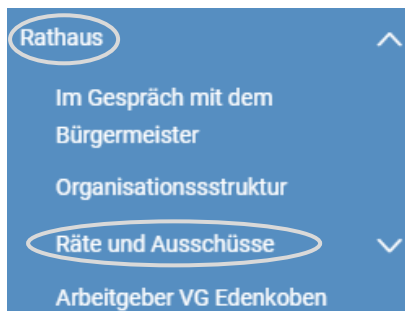 Rathaus
Im Gespräch mit dem
Bürgermeister
Organisationssstruktur
Räte und Ausschüsse
Arbeitgeber VG Edenkoben